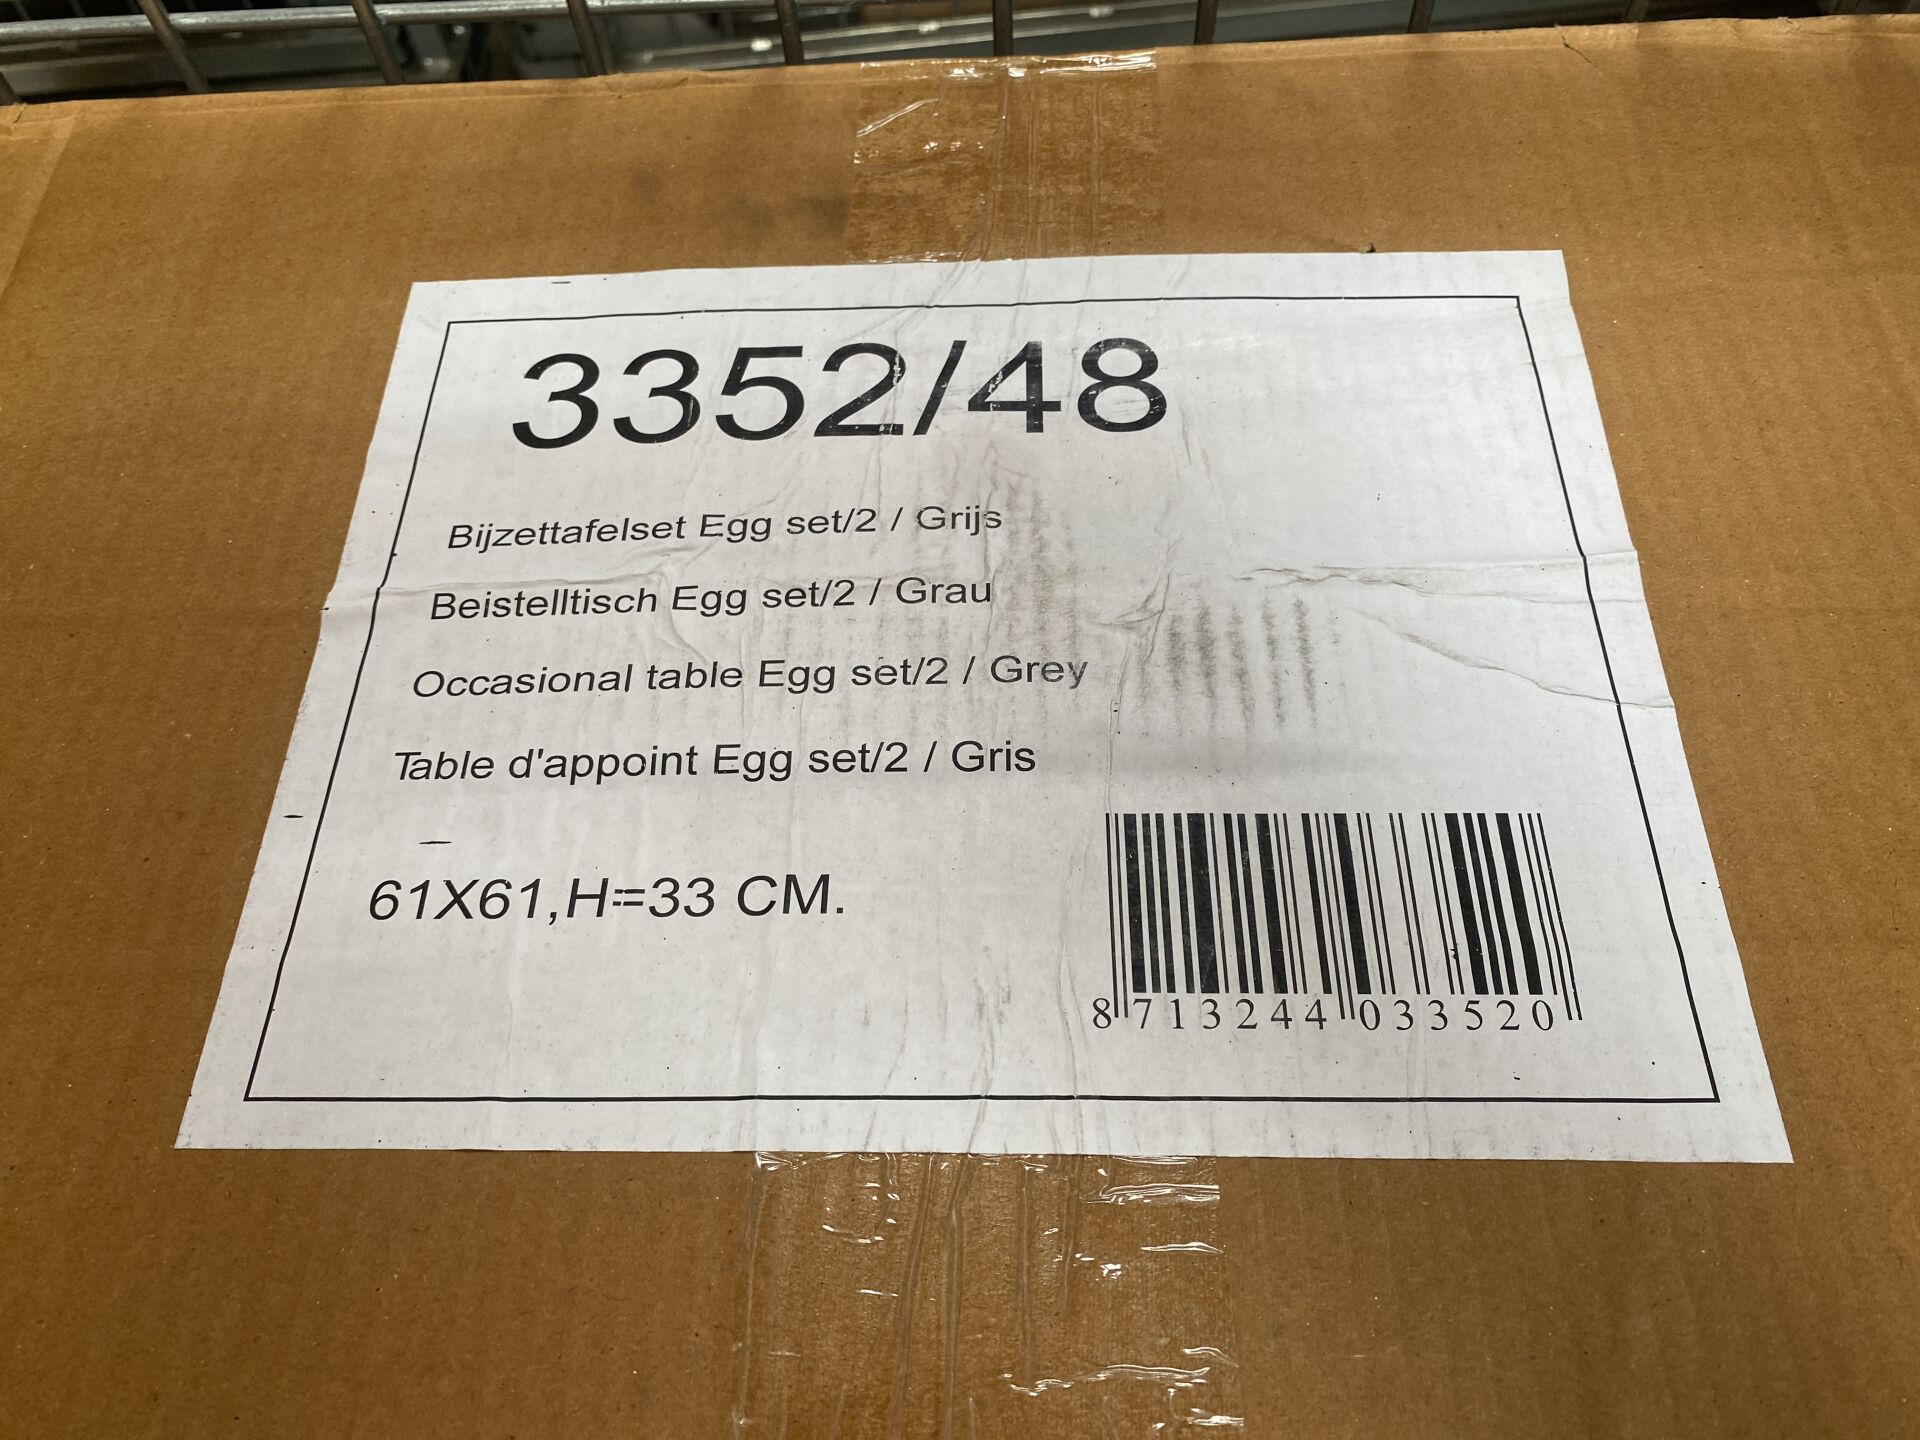 3352/48
Bijzettafelset Egg set/2 / Grijs
Beistelltisch Egg set/2 / Grau
Occasional table Egg set/2 / Grey
Table d'appoint Egg set/2 / Gris
61X61,H=33 CM.
8 713244 033520